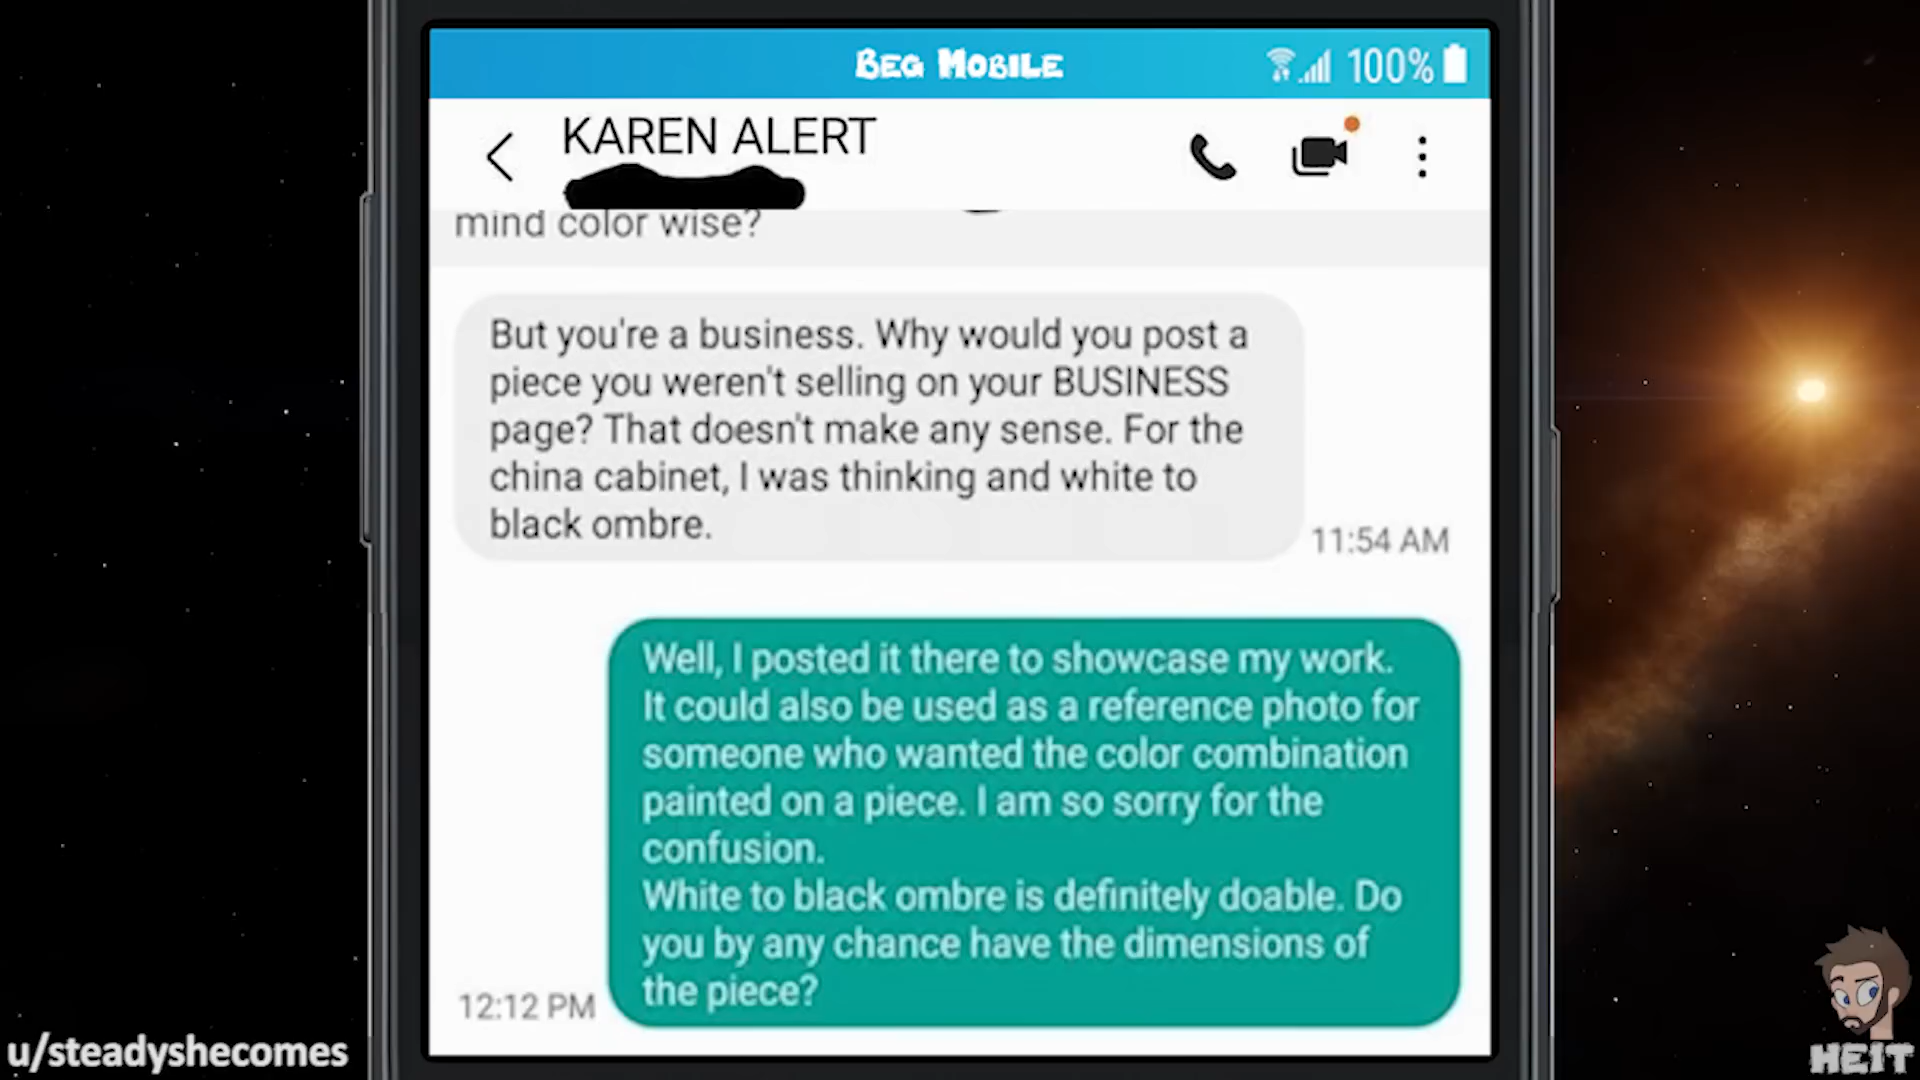 BEG MOBILE
100%
KAREN ALERT
mind color wise?
But you're a business. Why would you post a
piece you weren't selling on your BUSINESS
page? That doesn't make any sense. For the
china cabinet, I was thinking and white to
black ombre.
11:54 AM
Well, I posted it there to showcase my work.
It could also be used as a reference photo for
someone who wanted the color combination
painted on a piece. I am so sorry for the
confusion.
White to black ombre is definitely doable. Do
you by any chance have the dimensions of
the piece?
12:12 PM
u/steadyshecomes
HEIT